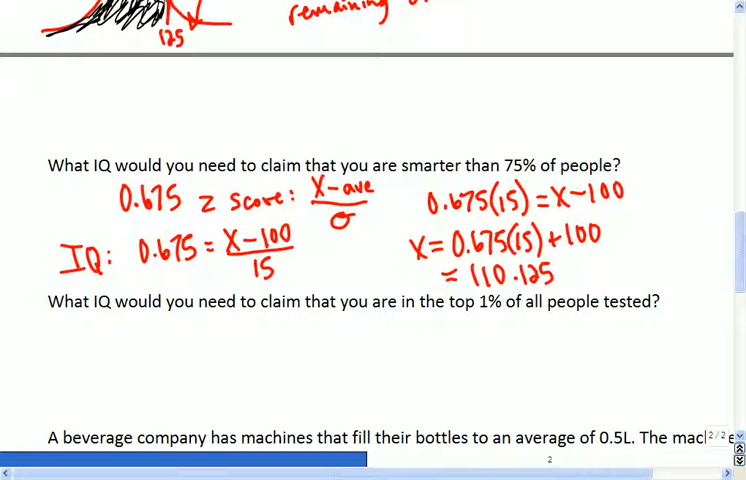 125
remaining
What IQ would you need to claim that you are smarter than 75% of people?
0.675 z score: x-ave/σ
0.675(15) = x-100
IQ: 0.675 = x-100/15
x = 0.675(15)+100
= 110.125
What IQ would you need to claim that you are in the top 1% of all people tested?
A beverage company has machines that fill their bottles to an average of 0.5L. The
2/2
2